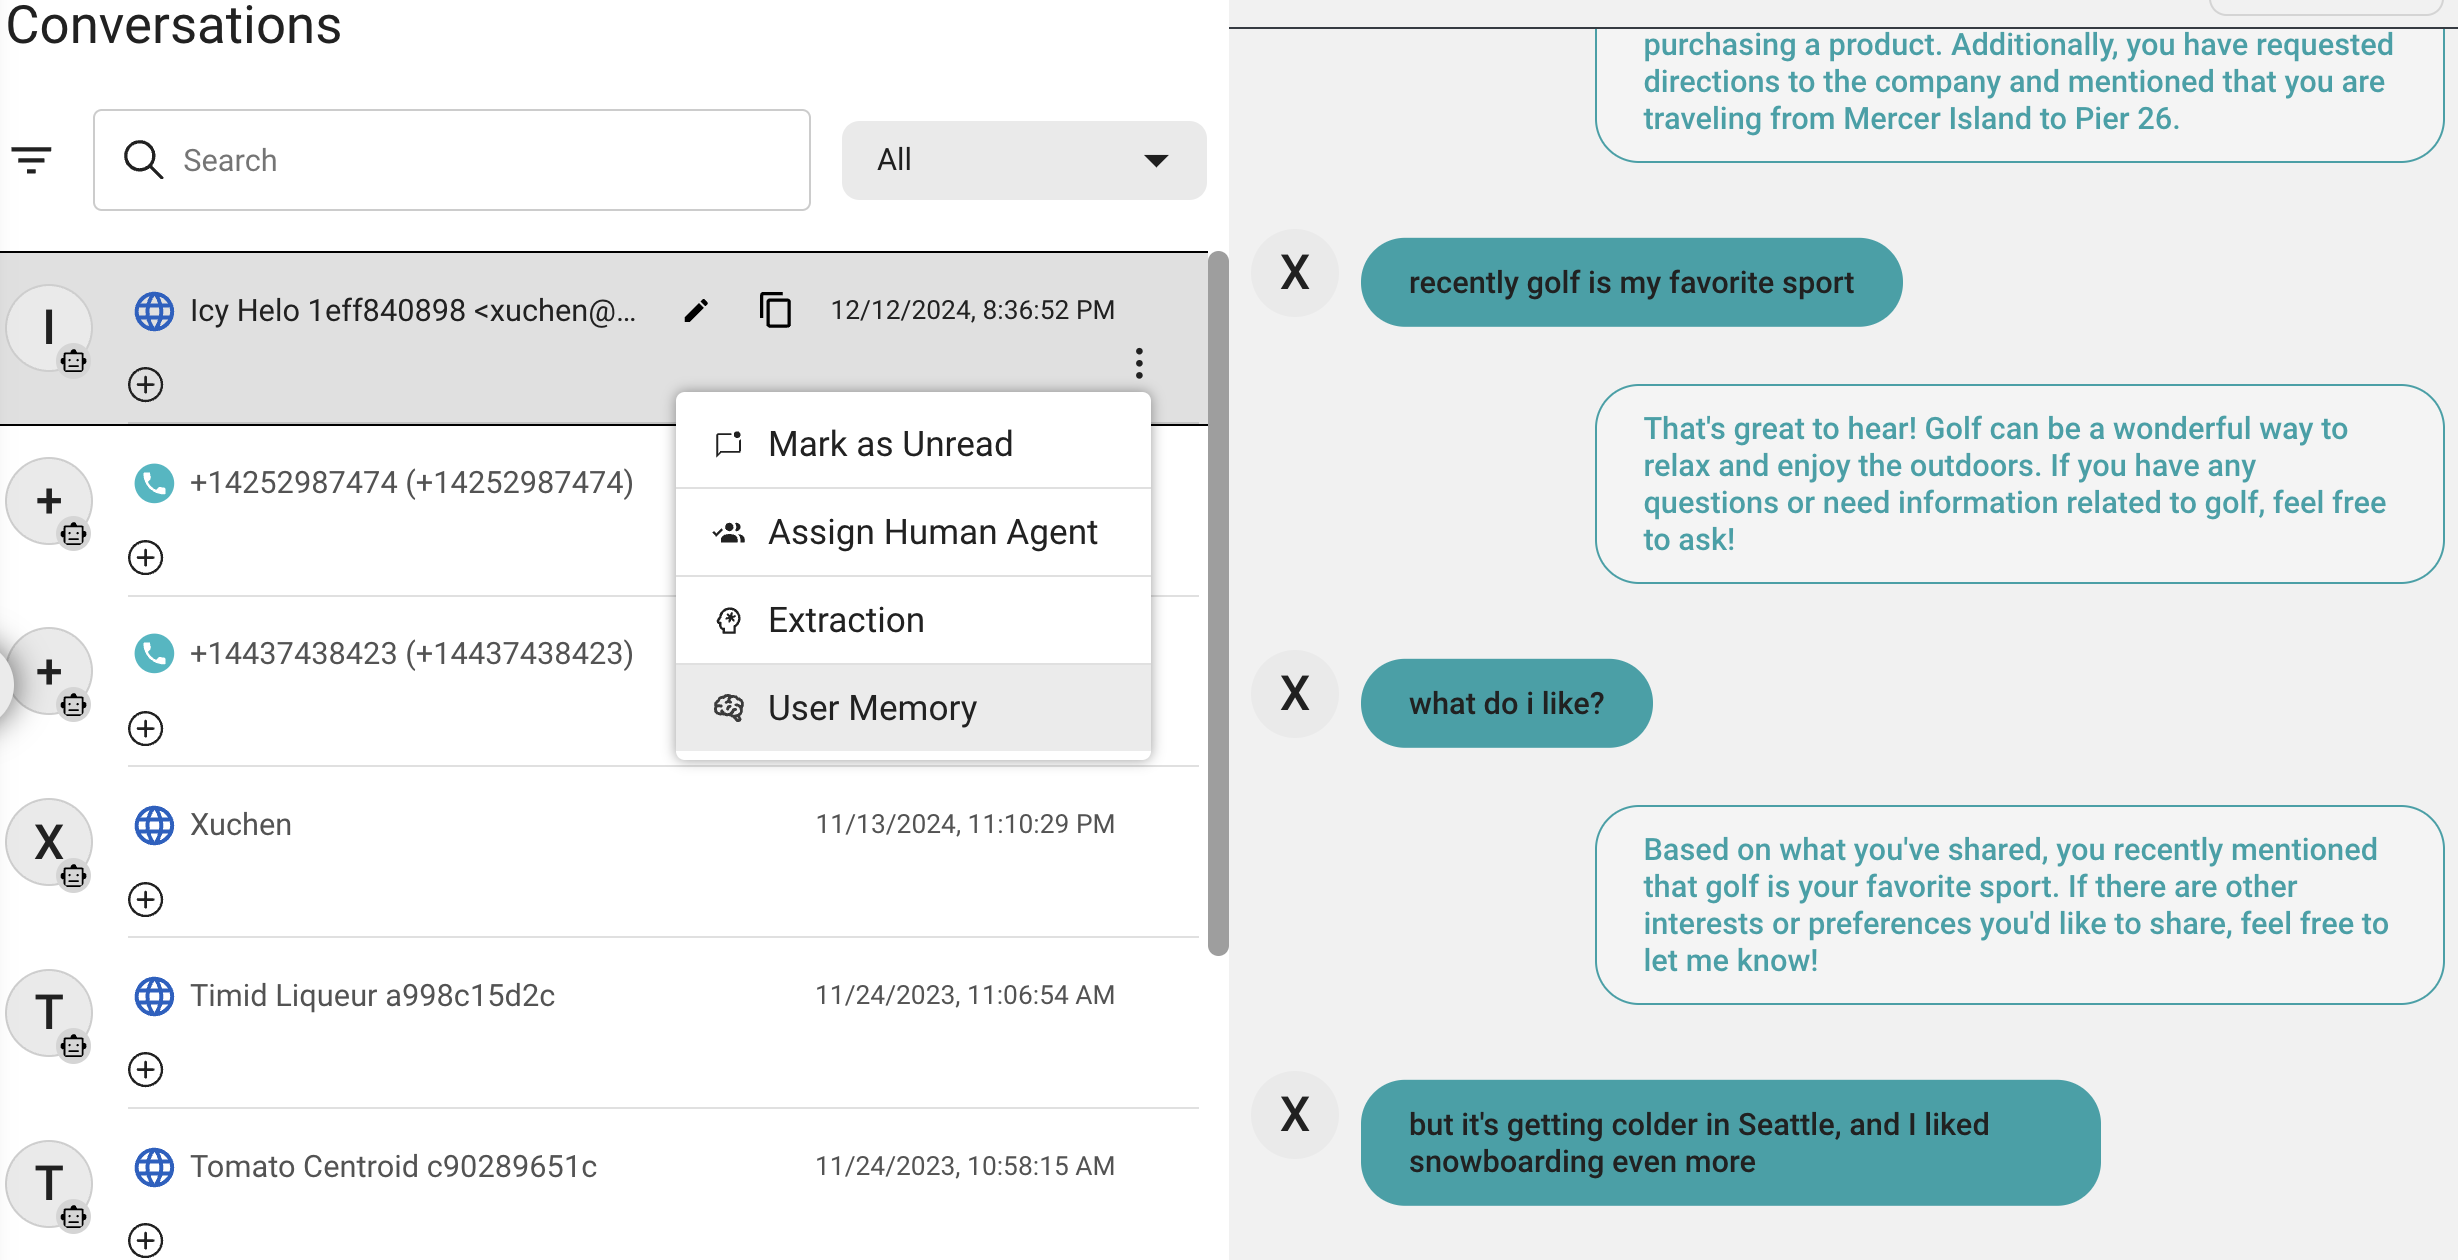 Conversations
Search
All
I
Icy Helo 1eff840898 <xuchen@...
12/12/2024, 8:36:52 PM
Mark as Unread
Assign Human Agent
Extraction
User Memory
+
+14252987474 (+14252987474)
+
+14437438423 (+14437438423)
X
Xuchen
11/13/2024, 11:10:29 PM
T
Timid Liqueur a998c15d2c
11/24/2023, 11:06:54 AM
T
Tomato Centroid c90289651c
11/24/2023, 10:58:15 AM
purchasing a product. Additionally, you have requested
directions to the company and mentioned that you are
traveling from Mercer Island to Pier 26.
X
recently golf is my favorite sport
That's great to hear! Golf can be a wonderful way to
relax and enjoy the outdoors. If you have any
questions or need information related to golf, feel free
to ask!
X
what do i like?
Based on what you've shared, you recently mentioned
that golf is your favorite sport. If there are other
interests or preferences you'd like to share, feel free to
let me know!
X
but it's getting colder in Seattle, and I liked
snowboarding even more